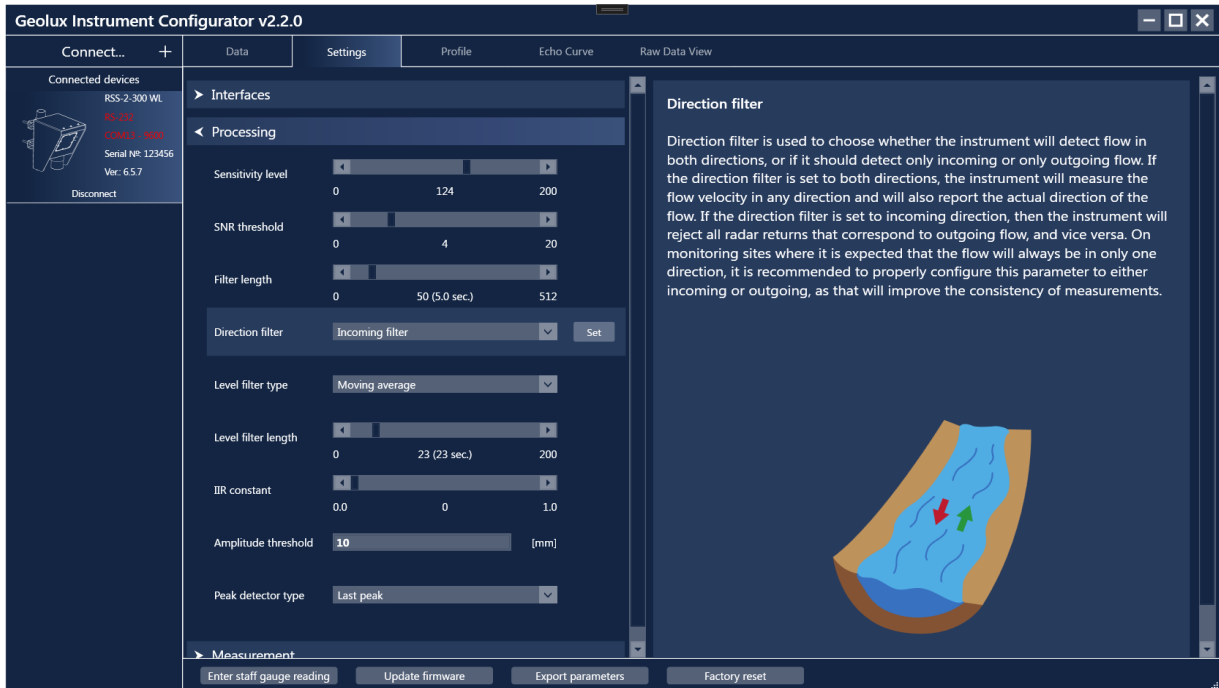 Geolux Instrument Configurator v2.2.0
Connect... +
Data Settings Profile Echo Curve Raw Data View
Connected devices
RSS-2-300 WL
RS-232
Serial Nº: 123456
Ver.: 6.5.7
Disconnect
Interfaces
Processing
Sensitivity level
0 124 200
SNR threshold
0 4 20
Filter length
0 50 (5.0 sec.) 512
Direction filter Incoming filter Set
Level filter type Moving average
Level filter length
0 23 (23 sec.) 200
IIR constant
0.0 0 1.0
Amplitude threshold 10 [mm]
Peak detector type Last peak
Measurement
Direction filter
Direction filter is used to choose whether the instrument will detect flow in
both directions, or if it should detect only incoming or only outgoing flow. If
the direction filter is set to both directions, the instrument will measure the
flow velocity in any direction and will also report the actual direction of the
flow. If the direction filter is set to incoming direction, then the instrument will
reject all radar returns that correspond to outgoing flow, and vice versa. On
monitoring sites where it is expected that the flow will always be in only one
direction, it is recommended to properly configure this parameter to either
incoming or outgoing, as that will improve the consistency of measurements.
Enter staff gauge reading Update firmware Export parameters Factory reset